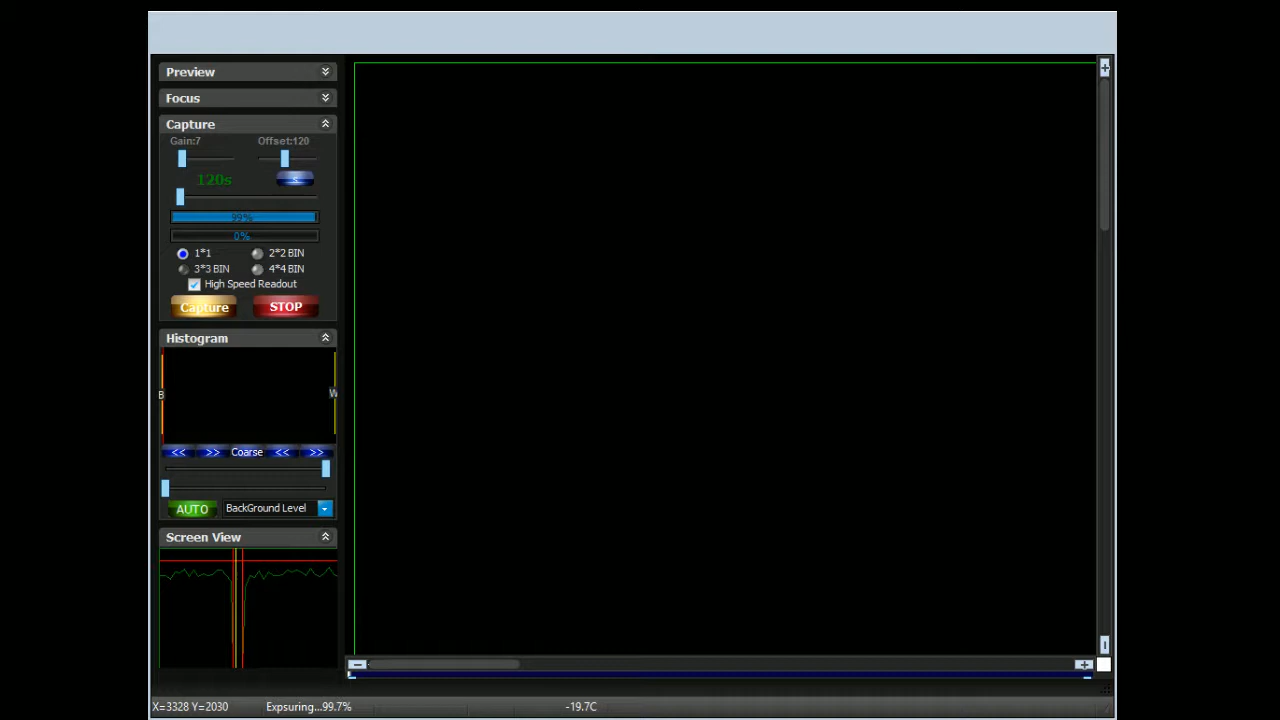 Preview
Focus
Capture
Gain:7 Offset:120
120s s
99%
0%
1*1 2*2 BIN
3*3 BIN 4*4 BIN
High Speed Readout
Capture STOP
Histogram
B W
<< >> Coarse << >>
AUTO BackGround Level
Screen View
X=3328 Y=2030 Expsuring...99.7% -19.7C